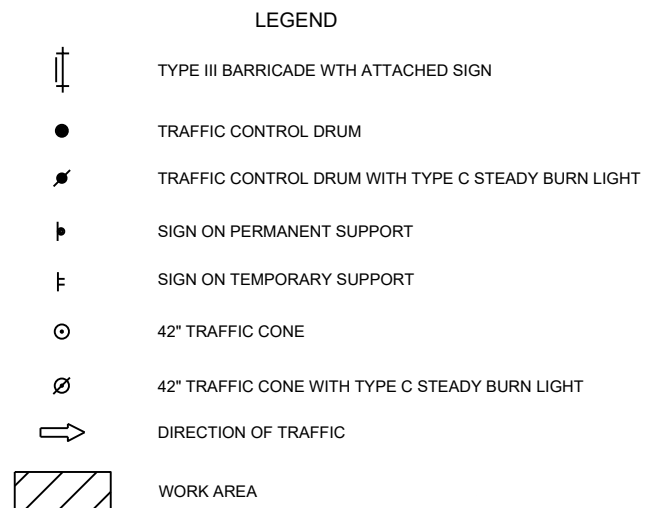 LEGEND
TYPE III BARRICADE WTH ATTACHED SIGN
TRAFFIC CONTROL DRUM
TRAFFIC CONTROL DRUM WITH TYPE C STEADY BURN LIGHT
SIGN ON PERMANENT SUPPORT
SIGN ON TEMPORARY SUPPORT
42" TRAFFIC CONE
42" TRAFFIC CONE WITH TYPE C STEADY BURN LIGHT
DIRECTION OF TRAFFIC
WORK AREA